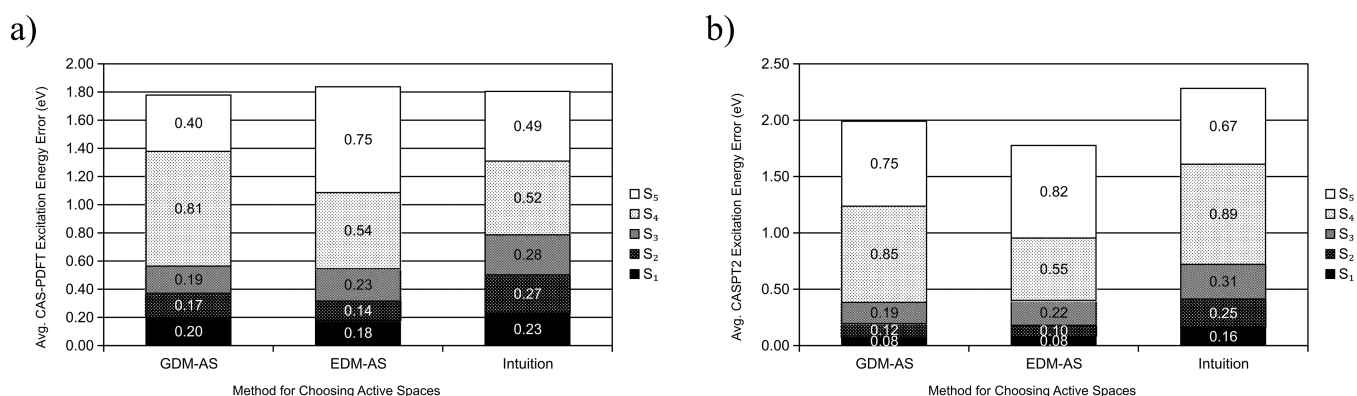 a)
Avg. CAS-PDFT Excitation Energy Error (eV)
2.00
1.80
1.60
1.40
1.20
1.00
0.80
0.60
0.40
0.20
0.00
0.40
0.81
0.19
0.17
0.20
0.75
0.54
0.23
0.14
0.18
0.49
0.52
0.28
0.27
0.23
GDM-AS EDM-AS Intuition
Method for Choosing Active Spaces
S₅
S₄
S₃
S₂
S₁
b)
Avg. CASPT2 Excitation Energy Error (eV)
2.50
2.00
1.50
1.00
0.50
0.00
0.75
0.85
0.19
0.12
0.08
0.82
0.55
0.22
0.10
0.08
0.67
0.89
0.31
0.25
0.16
GDM-AS EDM-AS Intuition
Method for Choosing Active Spaces
S₅
S₄
S₃
S₂
S₁